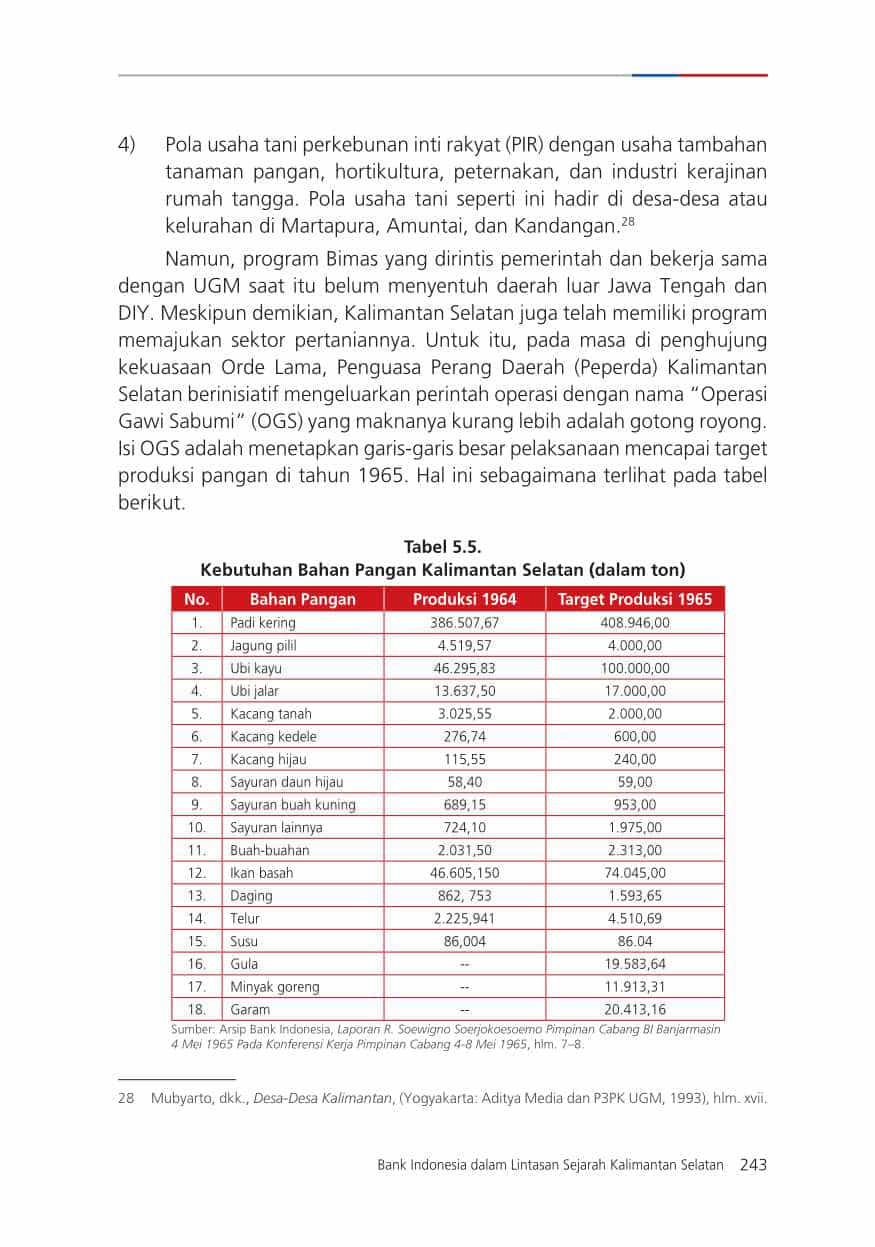 4) Pola usaha tani perkebunan inti rakyat (PIR) dengan usaha tambahan
tanaman pangan, hortikultura, peternakan, dan industri kerajinan
rumah tangga. Pola usaha tani seperti ini hadir di desa-desa atau
kelurahan di Martapura, Amuntai, dan Kandangan.28
Namun, program Bimas yang dirintis pemerintah dan bekerja sama
dengan UGM saat itu belum menyentuh daerah luar Jawa Tengah dan
DIY. Meskipun demikian, Kalimantan Selatan juga telah memiliki program
memajukan sektor pertaniannya. Untuk itu, pada masa di penghujung
kekuasaan Orde Lama, Penguasa Perang Daerah (Peperda) Kalimantan
Selatan berinisiatif mengeluarkan perintah operasi dengan nama “Operasi
Gawi Sabumi” (OGS) yang maknanya kurang lebih adalah gotong royong.
Isi OGS adalah menetapkan garis-garis besar pelaksanaan mencapai target
produksi pangan di tahun 1965. Hal ini sebagaimana terlihat pada tabel
berikut.
Tabel 5.5.
Kebutuhan Bahan Pangan Kalimantan Selatan (dalam ton)
No. Bahan Pangan Produksi 1964 Target Produksi 1965
1. Padi kering 386.507,67 408.946,00
2. Jagung pilil 4.519,57 4.000,00
3. Ubi kayu 46.295,83 100.000,00
4. Ubi jalar 13.637,50 17.000,00
5. Kacang tanah 3.025,55 2.000,00
6. Kacang kedele 276,74 600,00
7. Kacang hijau 115,55 240,00
8. Sayuran daun hijau 58,40 59,00
9. Sayuran buah kuning 689,15 953,00
10. Sayuran lainnya 724,10 1.975,00
11. Buah-buahan 2.031,50 2.313,00
12. Ikan basah 46.605,150 74.045,00
13. Daging 862, 753 1.593,65
14. Telur 2.225,941 4.510,69
15. Susu 86,004 86.04
16. Gula -- 19.583,64
17. Minyak goreng -- 11.913,31
18. Garam -- 20.413,16
Sumber: Arsip Bank Indonesia, Laporan R. Soewigno Soerjokoesoemo Pimpinan Cabang BI Banjarmasin
4 Mei 1965 Pada Konferensi Kerja Pimpinan Cabang 4-8 Mei 1965, hlm. 7–8.
28 Mubyarto, dkk., Desa-Desa Kalimantan, (Yogyakarta: Aditya Media dan P3PK UGM, 1993), hlm. xvii.
Bank Indonesia dalam Lintasan Sejarah Kalimantan Selatan 243